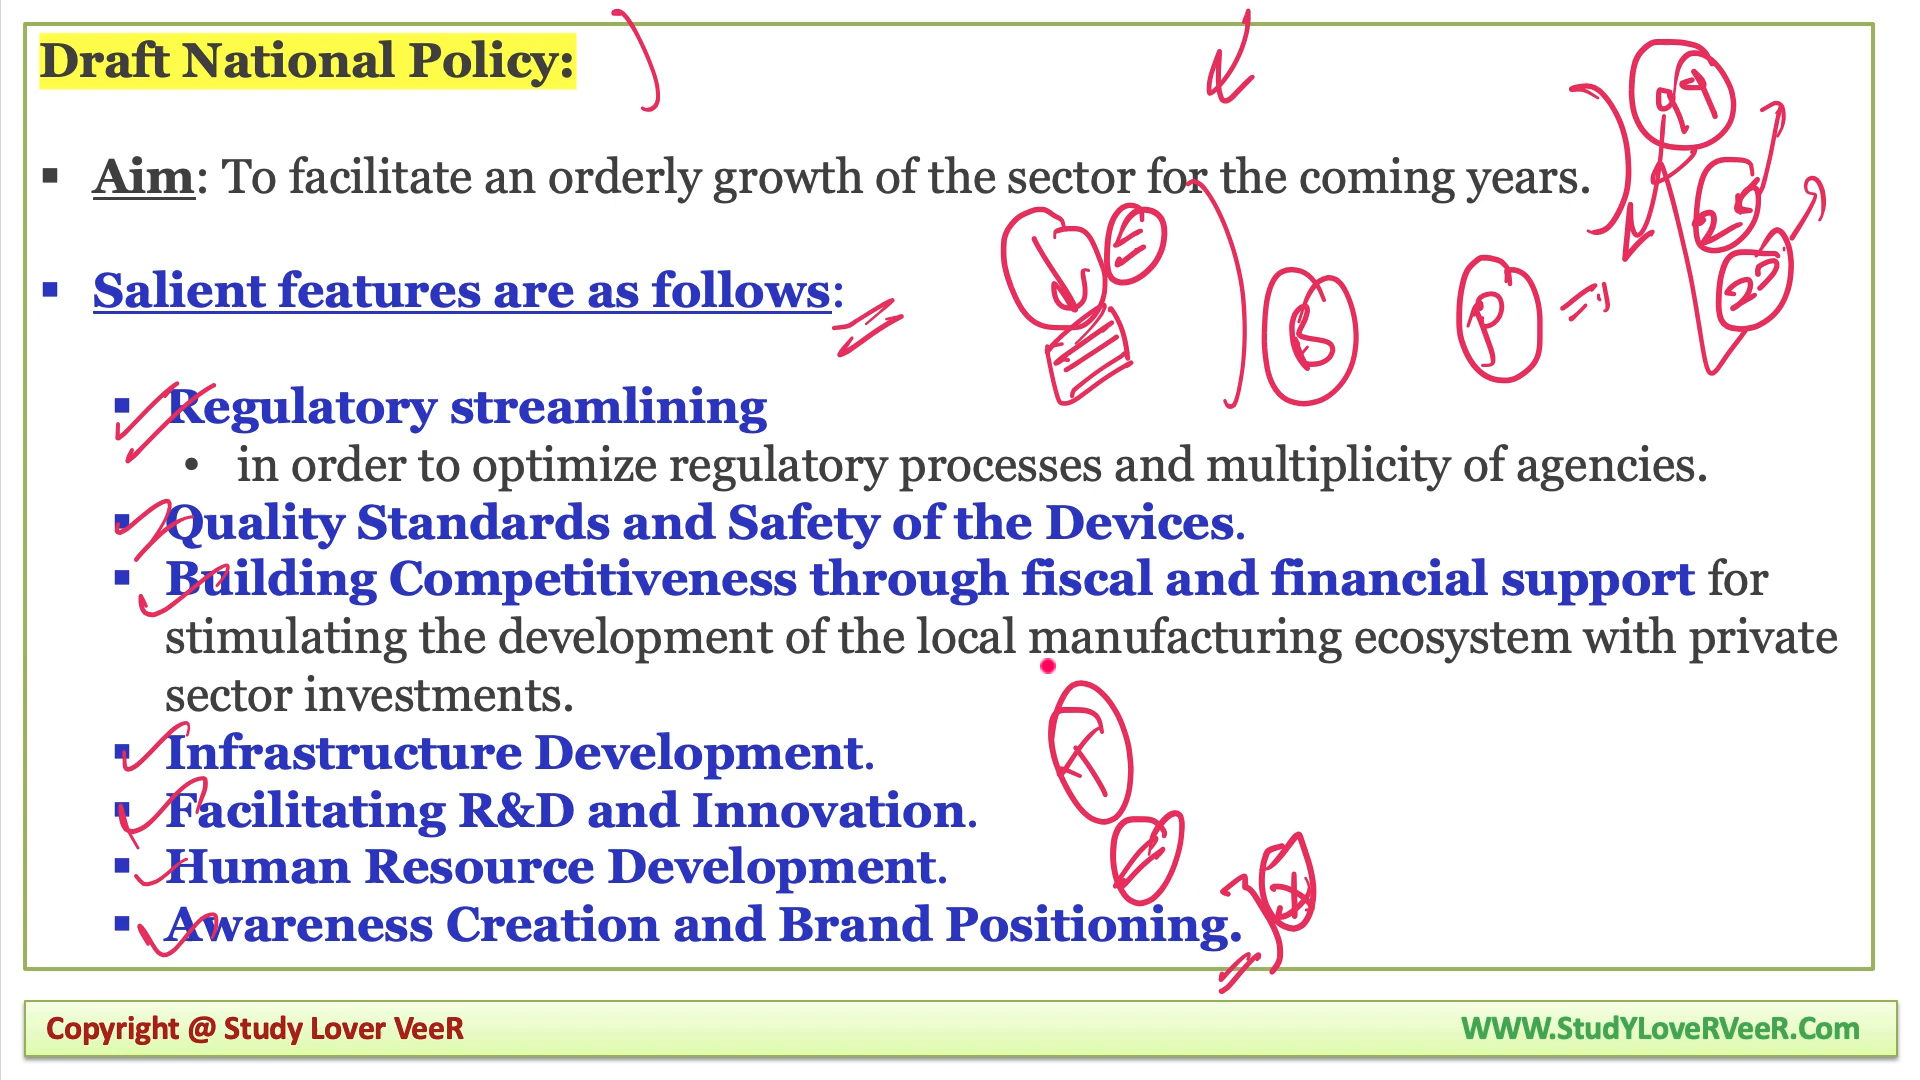 Draft National Policy:
▪ Aim: To facilitate an orderly growth of the sector for the coming years.
▪ Salient features are as follows:
▪ Regulatory streamlining
• in order to optimize regulatory processes and multiplicity of agencies.
▪ Quality Standards and Safety of the Devices.
▪ Building Competitiveness through fiscal and financial support for
stimulating the development of the local manufacturing ecosystem with private
sector investments.
▪ Infrastructure Development.
▪ Facilitating R&D and Innovation.
▪ Human Resource Development.
▪ Awareness Creation and Brand Positioning.
Copyright @ Study Lover VeeR
WWW.StudYLoveRVeeR.Com